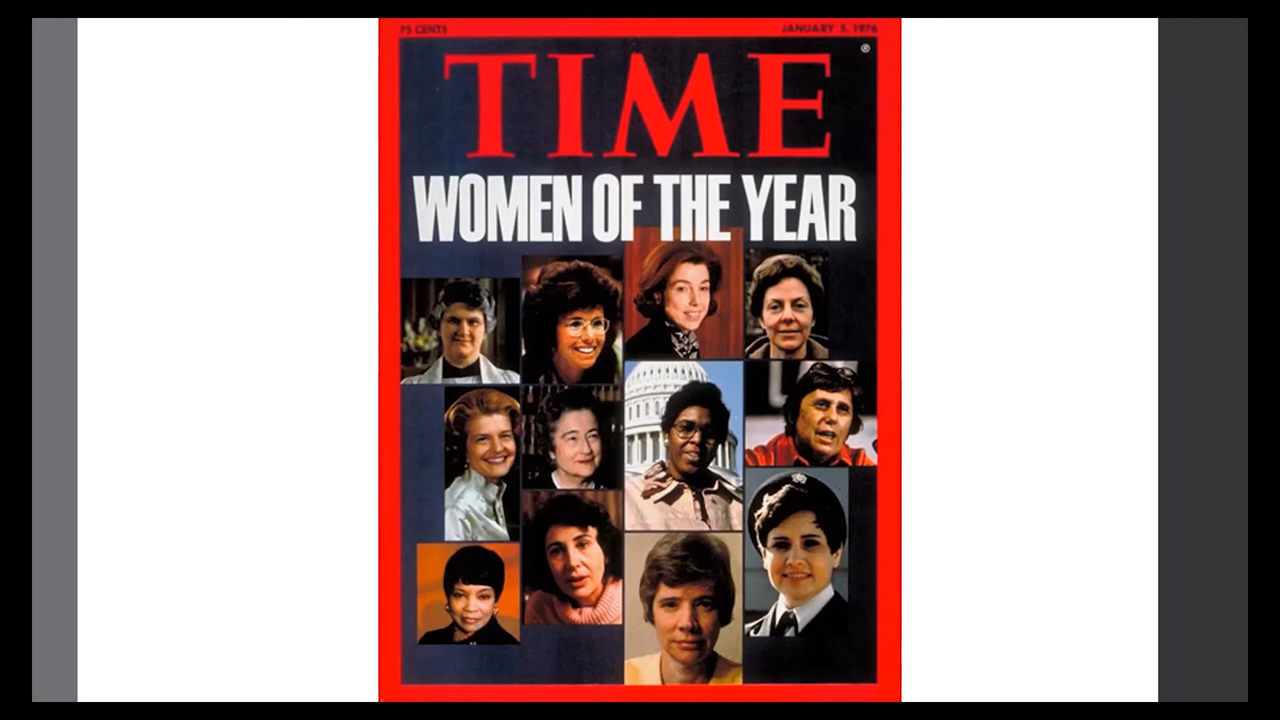 75 CENTS
JANUARY 5, 1976
TIME
®
WOMEN OF THE YEAR